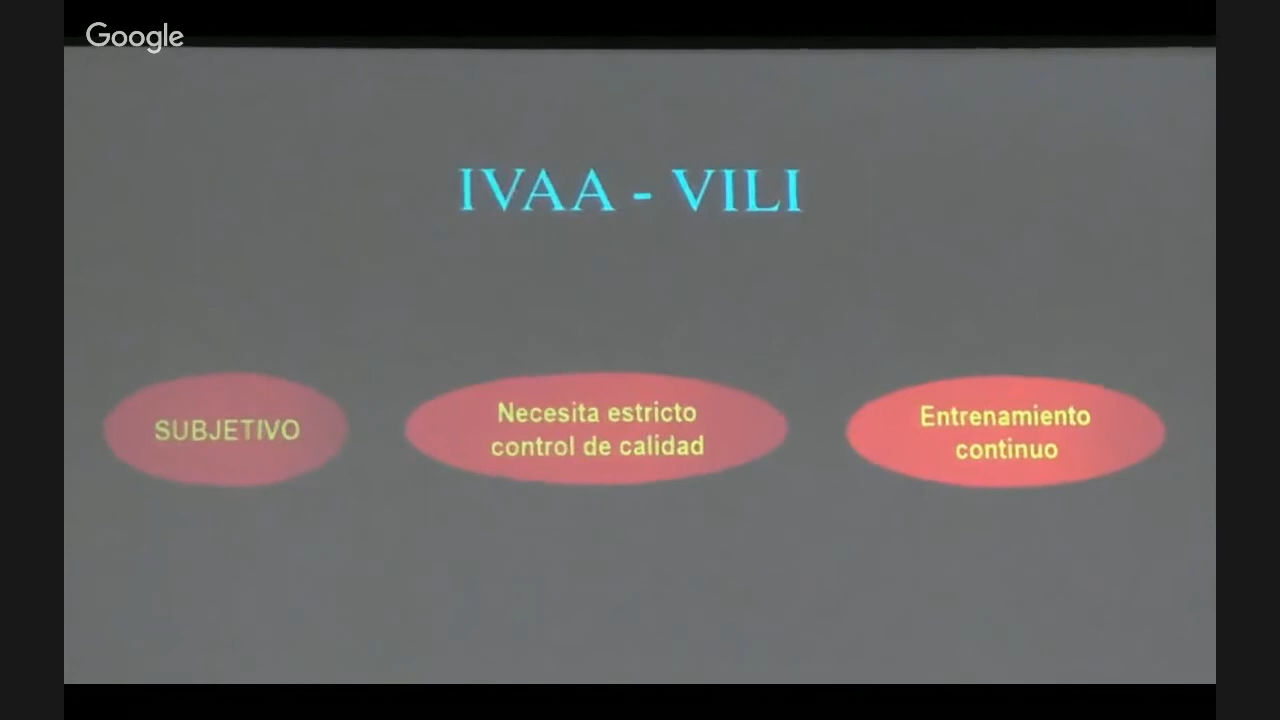 Google
IVAA - VILI
SUBJETIVO
Necesita estricto
control de calidad
Entrenamiento
continuo